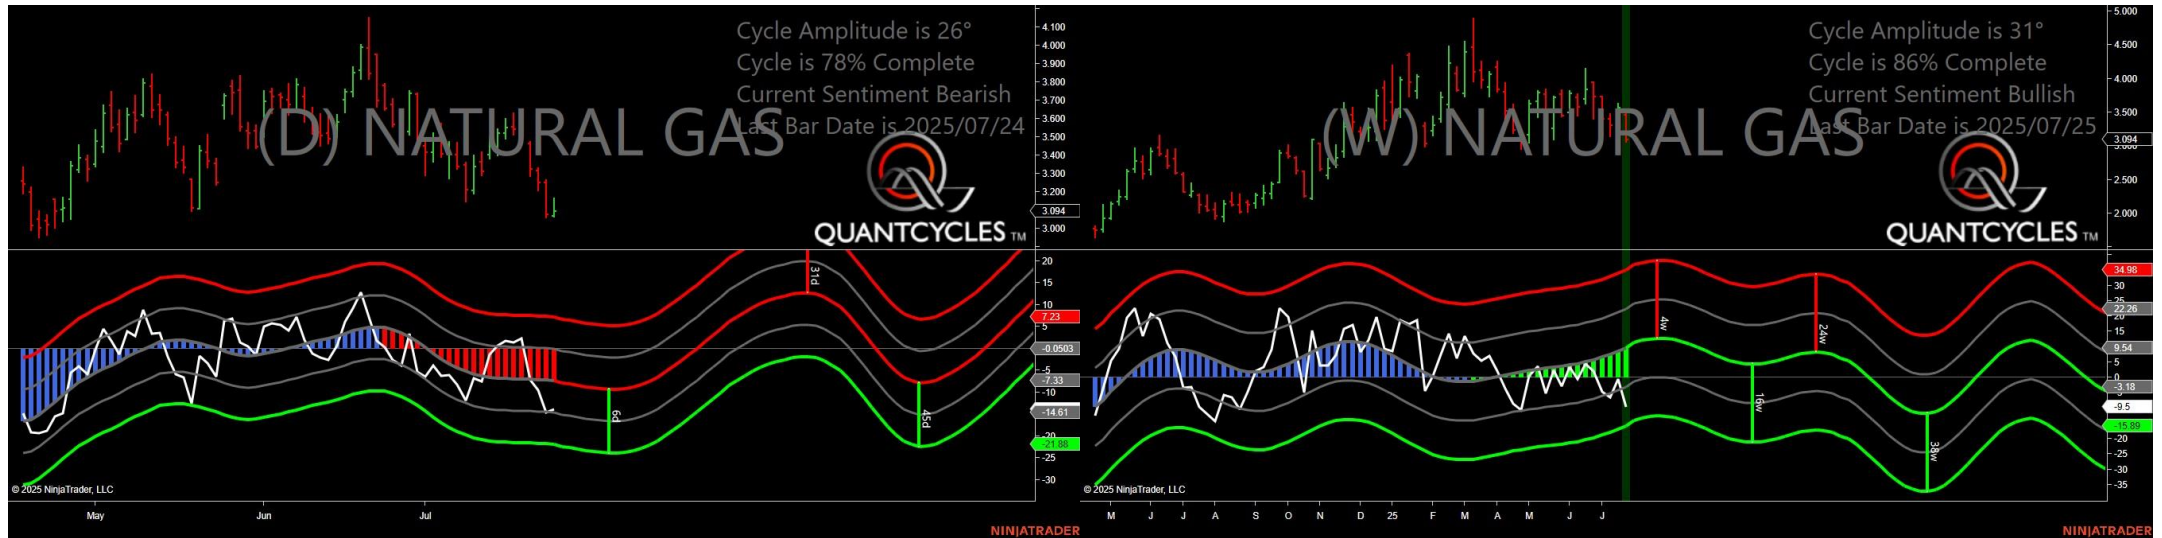 Cycle Amplitude is 26°
Cycle is 78% Complete
Current Sentiment Bearish
Last Bar Date is 2025/07/24
(D) NATURAL GAS
QUANTCYCLES TM
4.100
4.000
3.900
3.800
3.700
3.600
3.500
3.400
3.300
3.200
3.094
3.000
20
15
10
7.23
5
-0.0503
-5
-7.33
-10
-14.61
-20
-21.88
-25
-30
31d
6d
45d
© 2025 NinjaTrader, LLC
May
Jun
Jul
NINJATRADER
Cycle Amplitude is 31°
Cycle is 86% Complete
Current Sentiment Bullish
Last Bar Date is 2025/07/25
(W) NATURAL GAS
QUANTCYCLES TM
5.000
4.500
4.000
3.500
3.094
3.000
2.500
2.000
34.98
30
25
22.26
20
15
9.54
5
0
-3.18
-5
-9.5
-15.89
-20
-25
-30
-35
4w
24w
16w
38w
© 2025 NinjaTrader, LLC
M J J A S O N D 25 F M A M J J
NINJATRADER